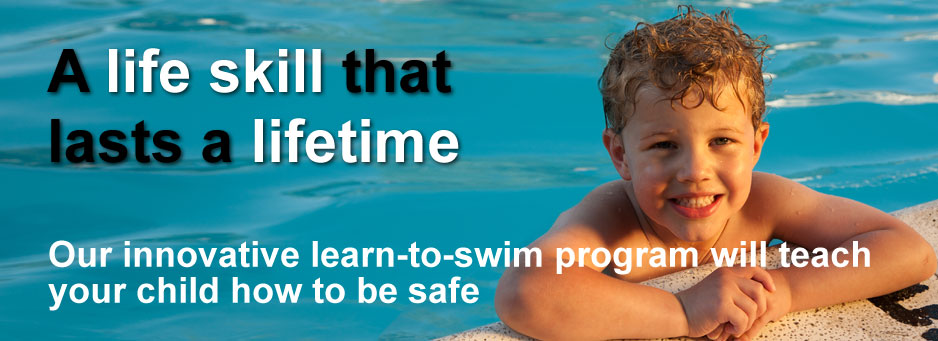 A life skill that
lasts a lifetime
Our innovative learn-to-swim program will teach
your child how to be safe